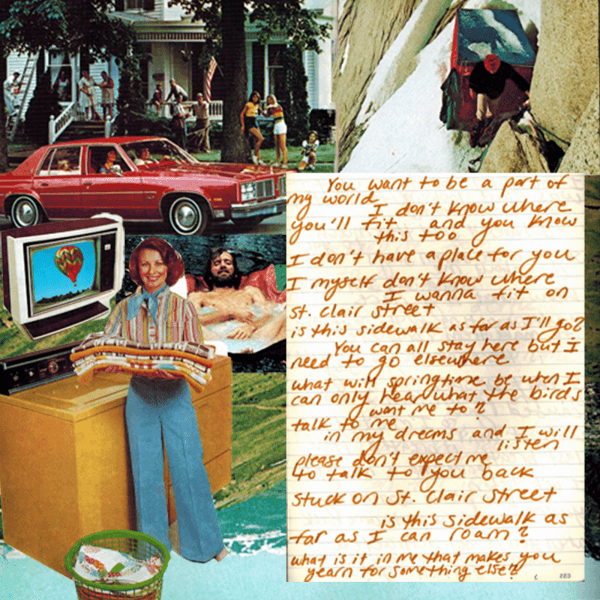 You want to be a part of
my world
I don't know where
you'll fit and you know
this too
I don't have a place for you
I myself don't know where
I wanna fit on
St. clair street
is this sidewalk as far as I'll go?
You can all stay here but I
need to go elsewhere
what will springtime be when I
can only hear what the birds
want me to?
talk to me
in my dreams and I will
listen
please don't expect me
to talk to you back
stuck on St. Clair street
is this sidewalk as
far as I can roam?
what is it in me that makes you
yearn for something else?